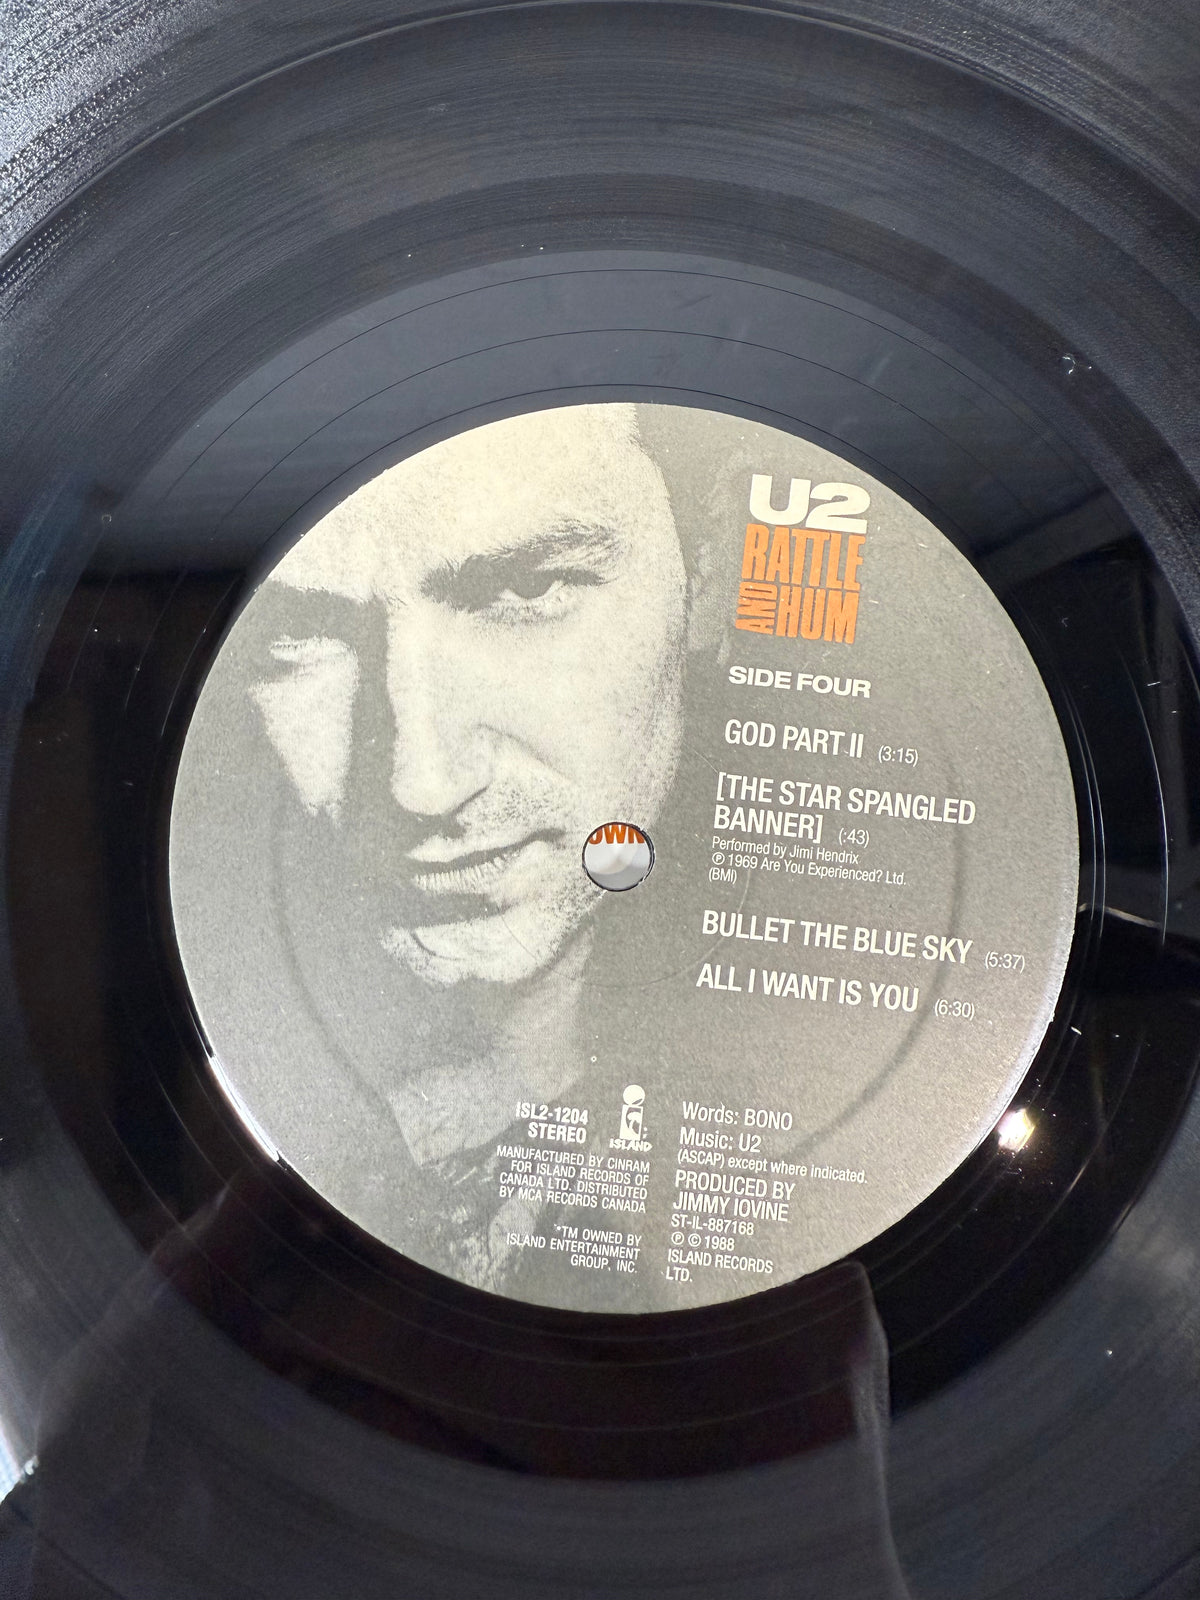 U2
RATTLE
AND HUM
SIDE FOUR
GOD PART II (3:15)
[THE STAR SPANGLED
BANNER] (:43)
Performed by Jimi Hendrix
℗ 1969 Are You Experienced? Ltd.
(BMI)
BULLET THE BLUE SKY (5:37)
ALL I WANT IS YOU (6:30)
OWN
ISL2-1204
STEREO
ISLAND
MANUFACTURED BY CINRAM
FOR ISLAND RECORDS OF
CANADA LTD. DISTRIBUTED
BY MCA RECORDS CANADA
*TM OWNED BY
ISLAND ENTERTAINMENT
GROUP, INC.
Words: BONO
Music: U2
(ASCAP) except where indicated.
PRODUCED BY
JIMMY IOVINE
ST-IL-887168
℗ © 1988
ISLAND RECORDS
LTD.